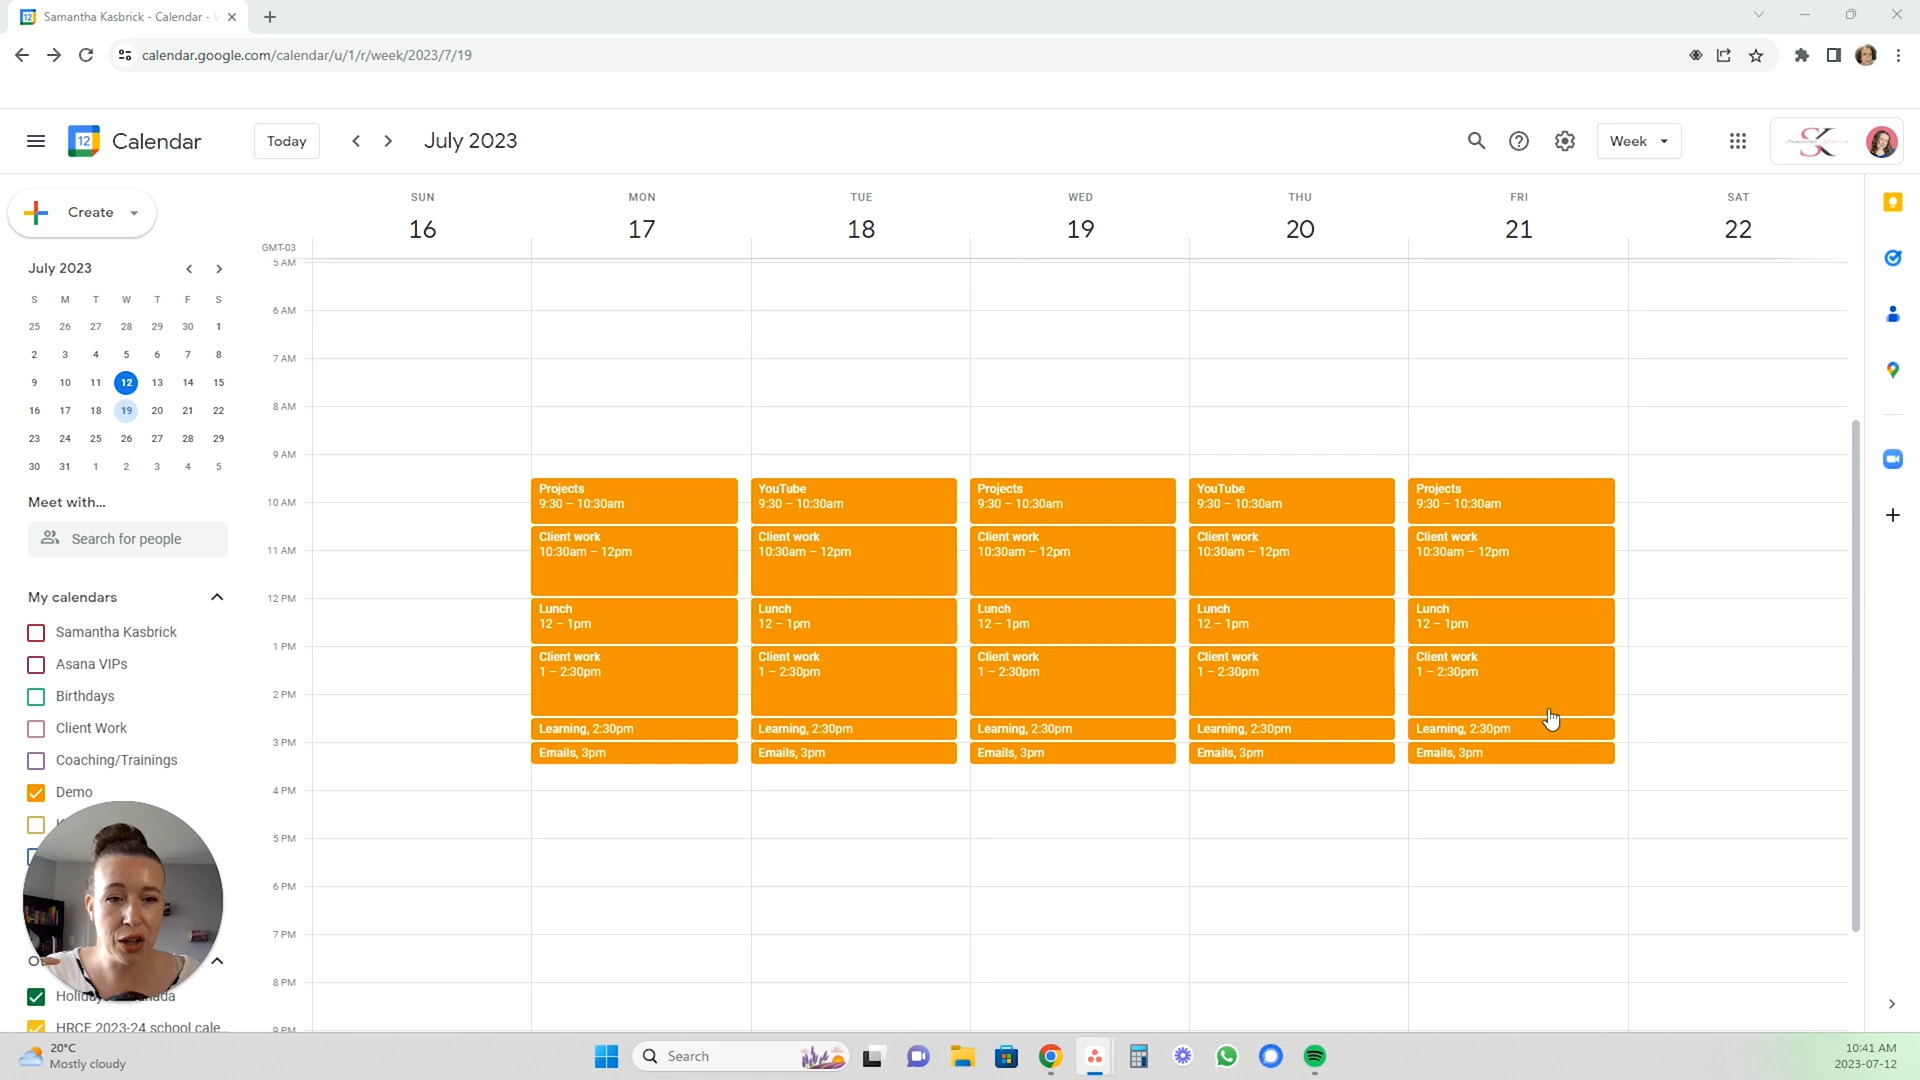 Samantha Kasbrick - Calendar -
calendar.google.com/calendar/u/1/r/week/2023/7/19
12
Calendar
Today
July 2023
Week
SK
Create
July 2023
S M T W T F S
25 26 27 28 29 30 1
2 3 4 5 6 7 8
9 10 11 12 13 14 15
16 17 18 19 20 21 22
23 24 25 26 27 28 29
30 31 1 2 3 4 5
Meet with...
Search for people
My calendars
Samantha Kasbrick
Asana VIPs
Birthdays
Client Work
Coaching/Trainings
Demo
HRCE 2023-24 school cale...
SUN MON TUE WED THU FRI SAT
16 17 18 19 20 21 22
GMT-03
5 AM
6 AM
7 AM
8 AM
9 AM
10 AM
11 AM
12 PM
1 PM
2 PM
3 PM
4 PM
5 PM
6 PM
7 PM
8 PM
9 PM
Projects
9:30 – 10:30am
Client work
10:30am – 12pm
Lunch
12 – 1pm
Client work
1 – 2:30pm
Learning, 2:30pm
Emails, 3pm
YouTube
9:30 – 10:30am
Client work
10:30am – 12pm
Lunch
12 – 1pm
Client work
1 – 2:30pm
Learning, 2:30pm
Emails, 3pm
Projects
9:30 – 10:30am
Client work
10:30am – 12pm
Lunch
12 – 1pm
Client work
1 – 2:30pm
Learning, 2:30pm
Emails, 3pm
YouTube
9:30 – 10:30am
Client work
10:30am – 12pm
Lunch
12 – 1pm
Client work
1 – 2:30pm
Learning, 2:30pm
Emails, 3pm
Projects
9:30 – 10:30am
Client work
10:30am – 12pm
Lunch
12 – 1pm
Client work
1 – 2:30pm
Learning, 2:30pm
Emails, 3pm
20°C
Mostly cloudy
Search
10:41 AM
2023-07-12